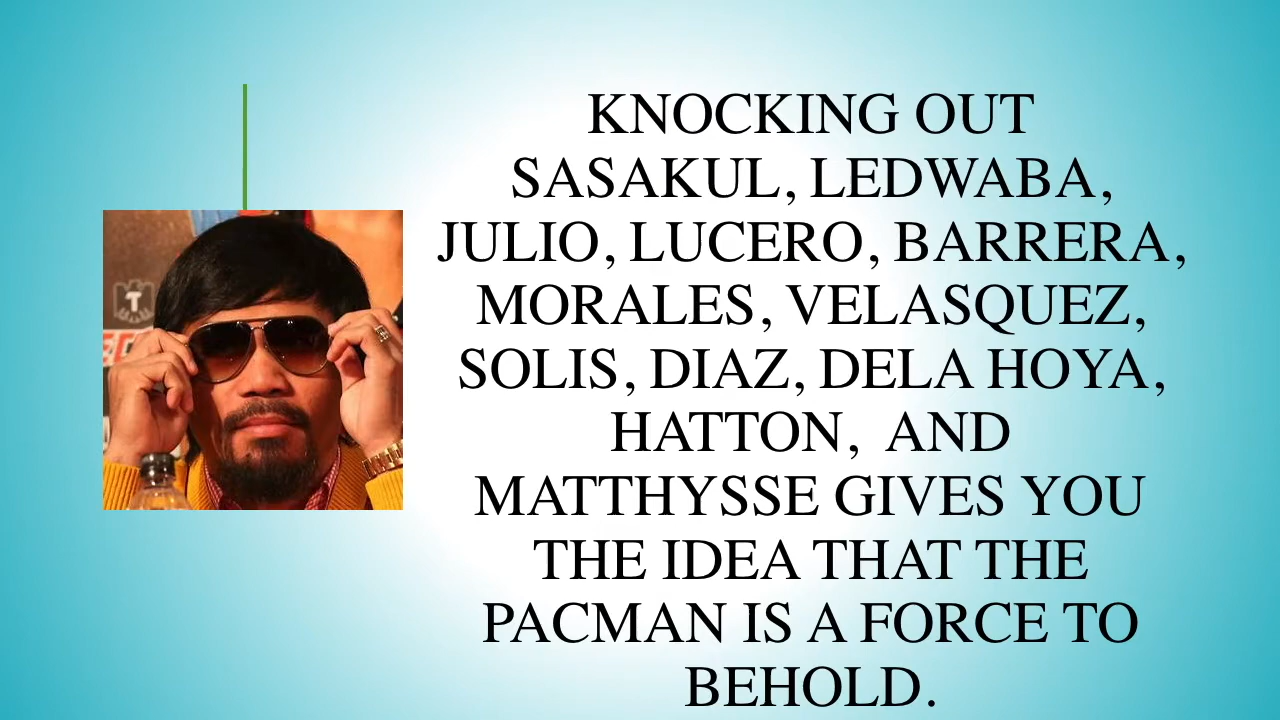 KNOCKING OUT
SASAKUL, LEDWABA,
JULIO, LUCERO, BARRERA,
MORALES, VELASQUEZ,
SOLIS, DIAZ, DELA HOYA,
HATTON,  AND
MATTHYSSE GIVES YOU
THE IDEA THAT THE
PACMAN IS A FORCE TO
BEHOLD.